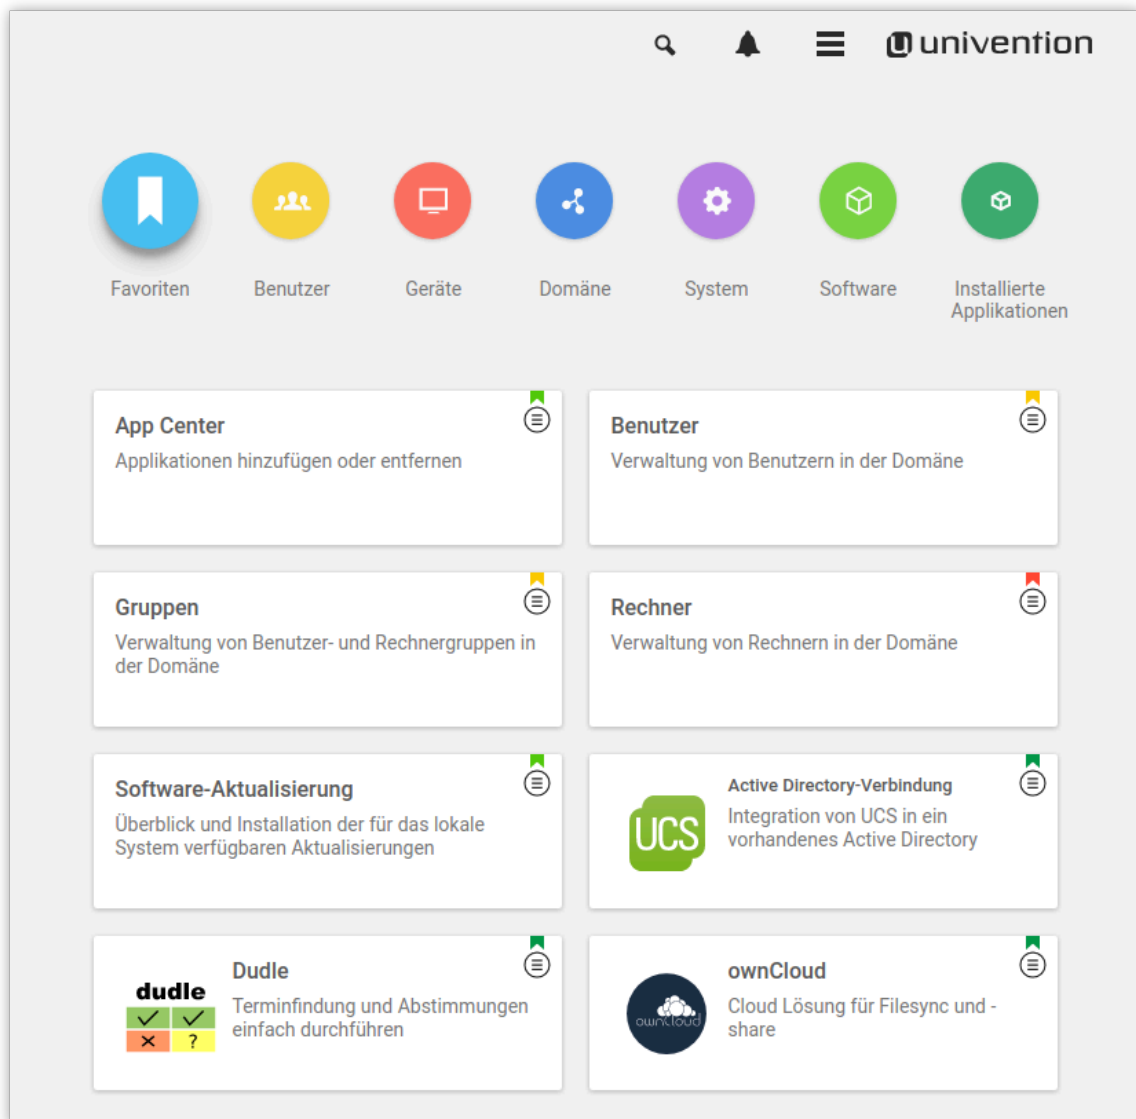 univention
Favoriten
Benutzer
Geräte
Domäne
System
Software
Installierte
Applikationen
App Center
Applikationen hinzufügen oder entfernen
Benutzer
Verwaltung von Benutzern in der Domäne
Gruppen
Verwaltung von Benutzer- und Rechnergruppen in
der Domäne
Rechner
Verwaltung von Rechnern in der Domäne
Software-Aktualisierung
Überblick und Installation der für das lokale
System verfügbaren Aktualisierungen
UCS
Active Directory-Verbindung
Integration von UCS in ein
vorhandenes Active Directory
dudle
?
Dudle
Terminfindung und Abstimmungen
einfach durchführen
ownCloud
ownCloud
Cloud Lösung für Filesync und -
share